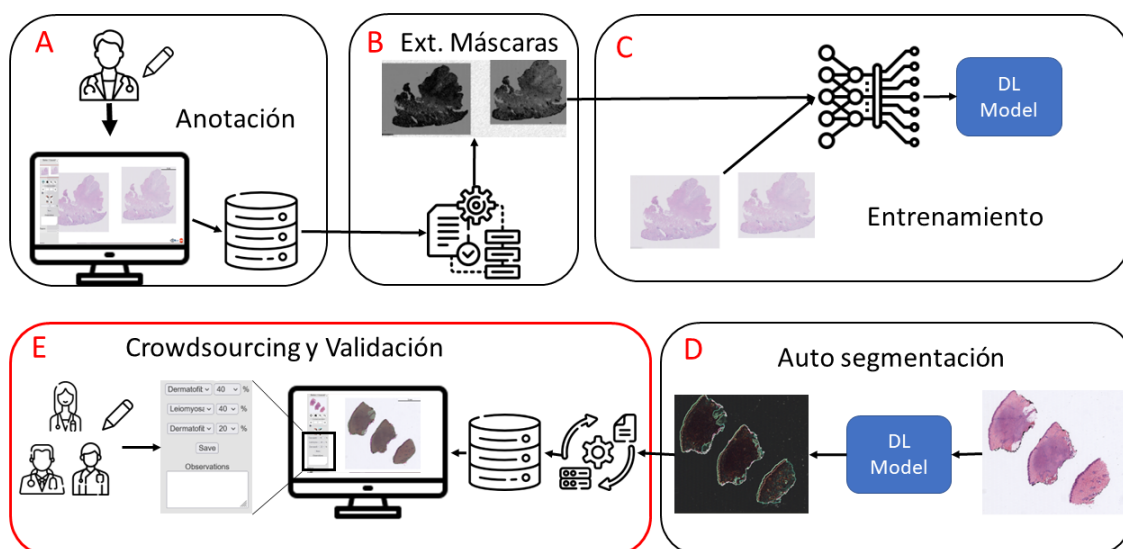 A
Anotación
B
Ext. Máscaras
C
DL
Model
Entrenamiento
E
Crowdsourcing y Validación
Dermatofit 40 %
Leiomyosa 40 %
Dermatofit 20 %
Save
Observations
D
Auto segmentación
DL
Model